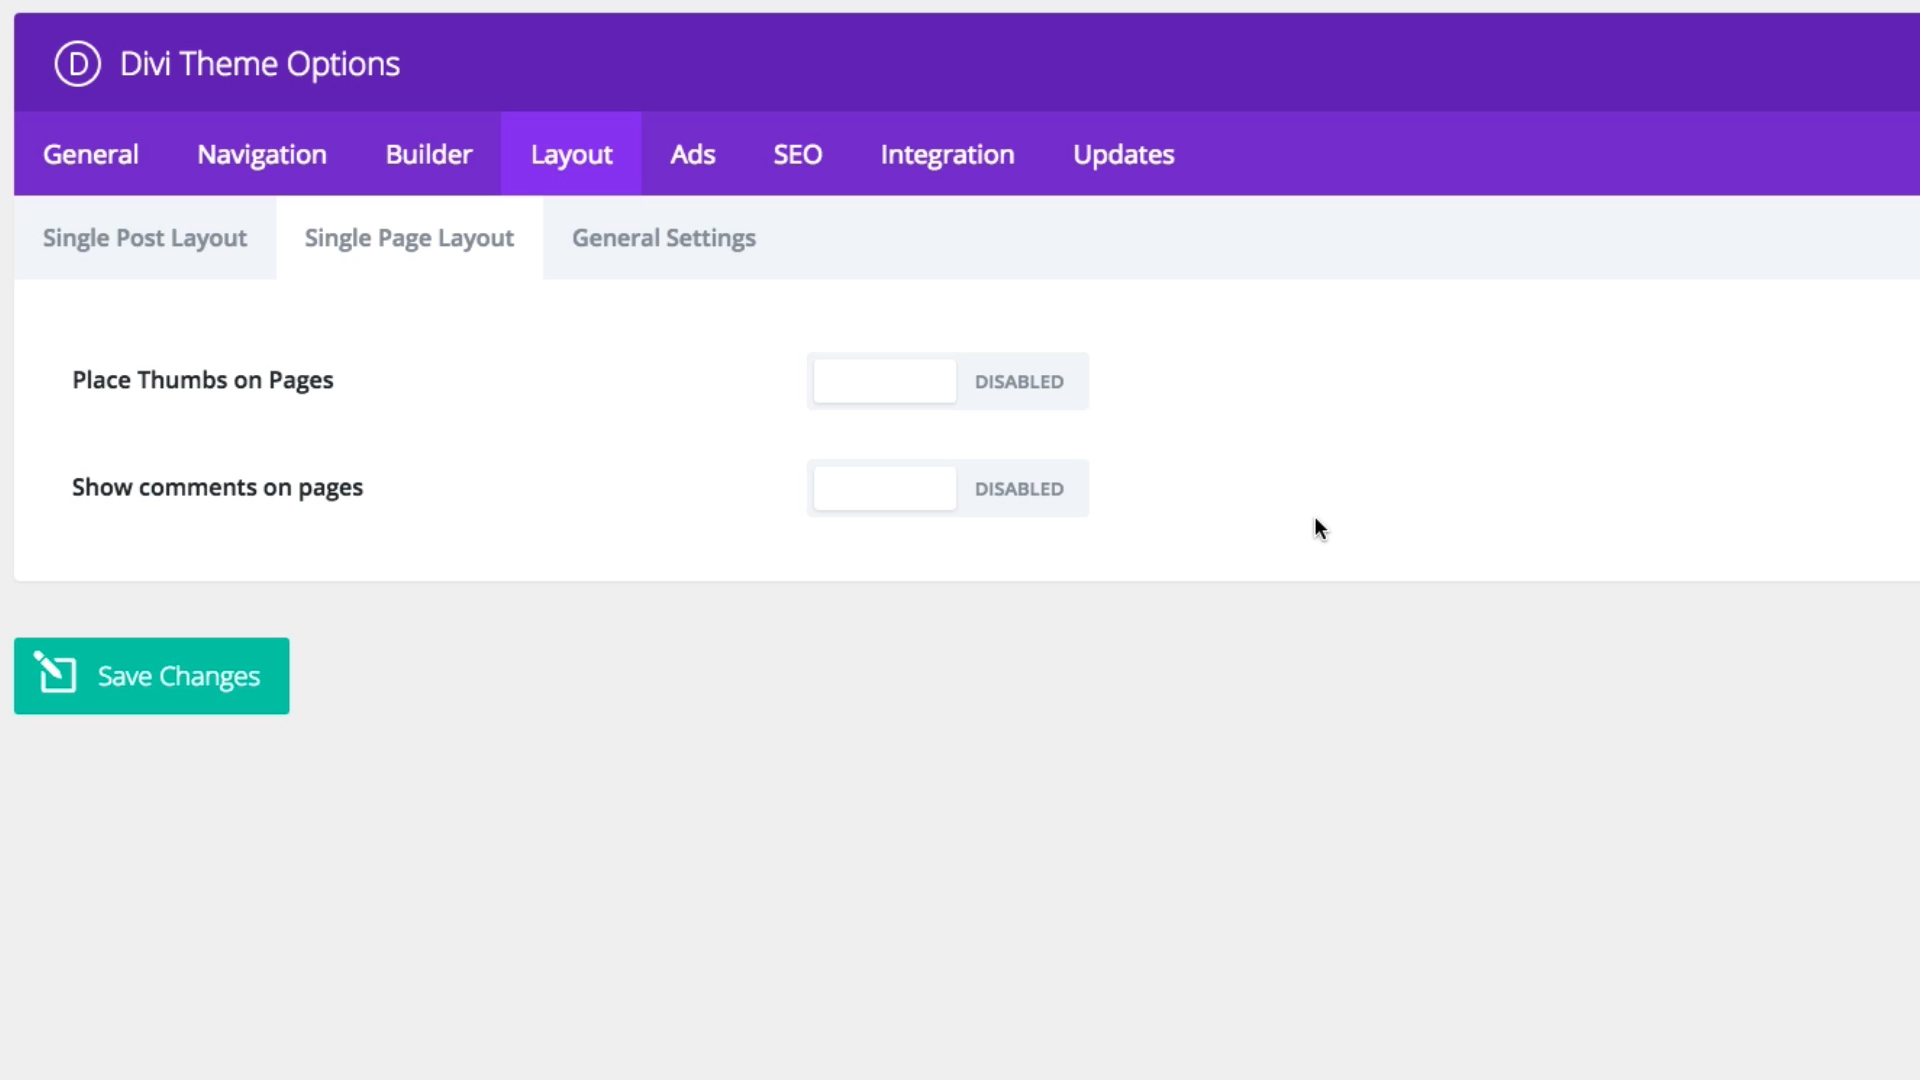 D Divi Theme Options
General Navigation Builder Layout Ads SEO Integration Updates
Single Post Layout Single Page Layout General Settings
Place Thumbs on Pages DISABLED
Show comments on pages DISABLED
Save Changes